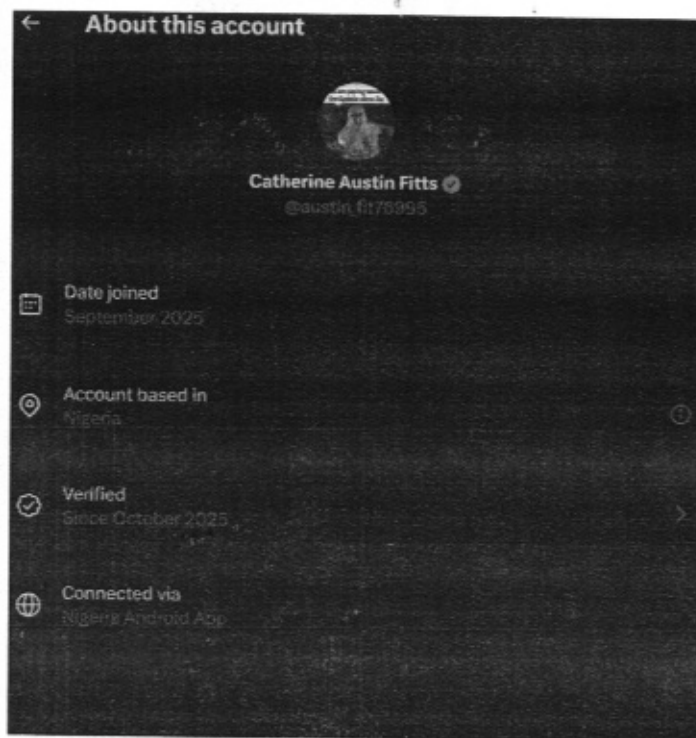 About this account
Catherine Austin Fitts
@austin_fit78995
Date joined
September 2025
Account based in
Nigeria
Verified
Since October 2025
Connected via
Nigeria Android App